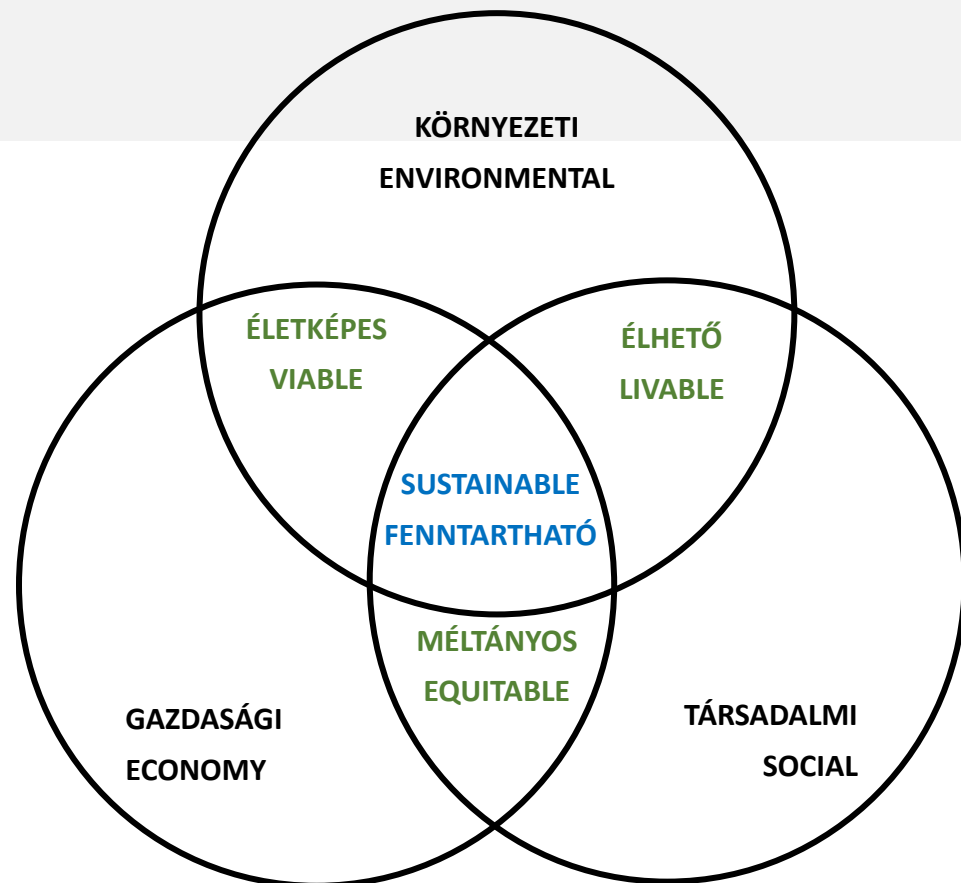 KÖRNYEZETI
ENVIRONMENTAL
ÉLETKÉPES
VIABLE
ÉLHETŐ
LIVABLE
SUSTAINABLE
FENNTARTHATÓ
MÉLTÁNYOS
EQUITABLE
GAZDASÁGI
ECONOMY
TÁRSADALMI
SOCIAL